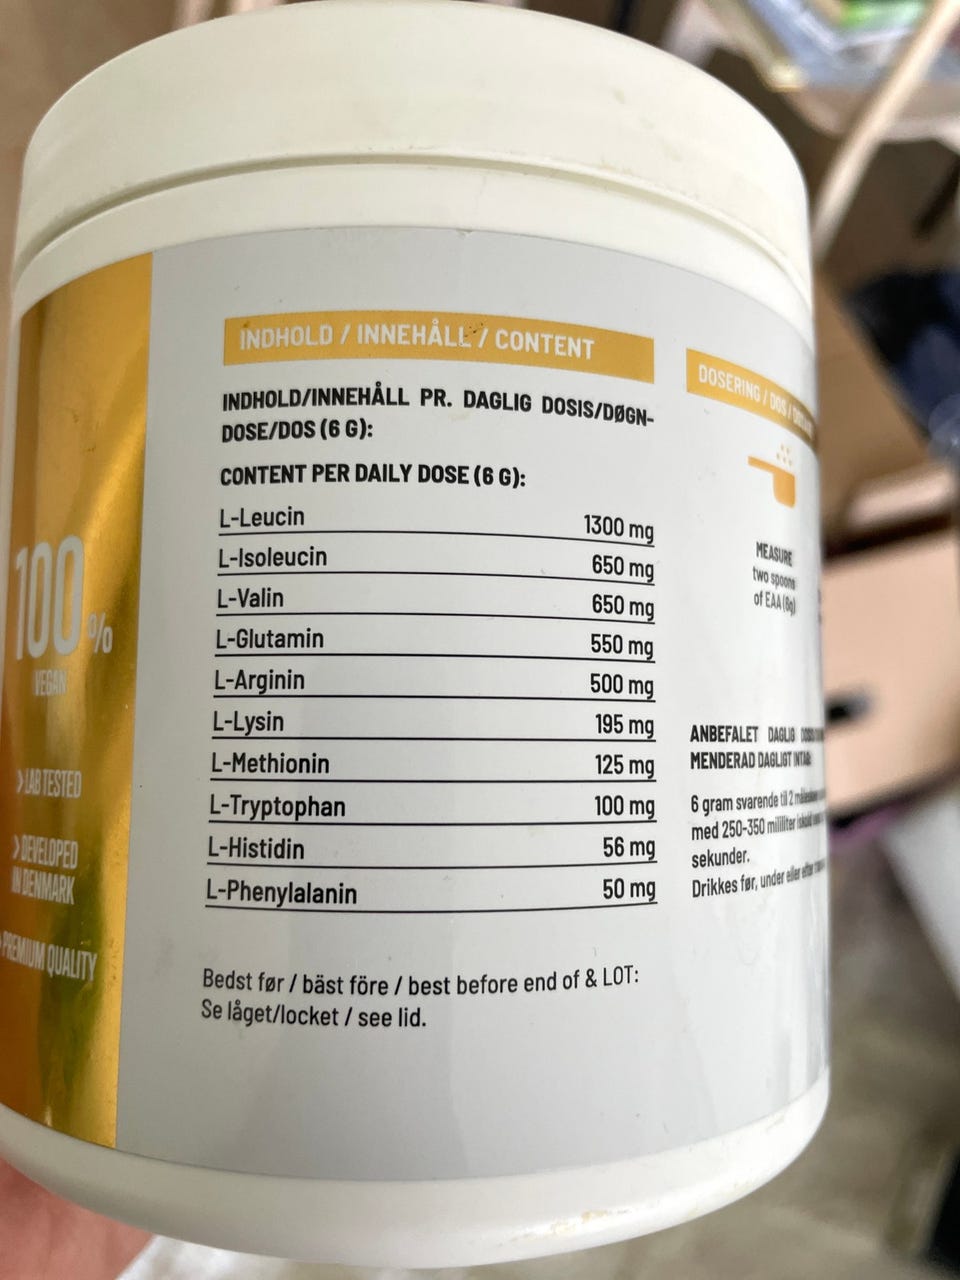 100%
VEGAN
> LAB TESTED
> DEVELOPED
IN DENMARK
PREMIUM QUALITY
INDHOLD / INNEHÅLL / CONTENT
INDHOLD/INNEHÅLL PR. DAGLIG DOSIS/DØGN-
DOSE/DOS (6 G):
CONTENT PER DAILY DOSE (6 G):
L-Leucin 1300 mg
L-Isoleucin 650 mg
L-Valin 650 mg
L-Glutamin 550 mg
L-Arginin 500 mg
L-Lysin 195 mg
L-Methionin 125 mg
L-Tryptophan 100 mg
L-Histidin 56 mg
L-Phenylalanin 50 mg
Bedst før / bäst före / best before end of & LOT:
Se låget/locket / see lid.
DOSERING / DOS /
MEASURE
two spoons
of EAA (6g)
ANBEFALET DAGLIG
MENDERAD DAGLIGT INTAG
6 gram svarende til 2
med 250-350 milliliter
sekunder.
Drikkes før, under eller efter